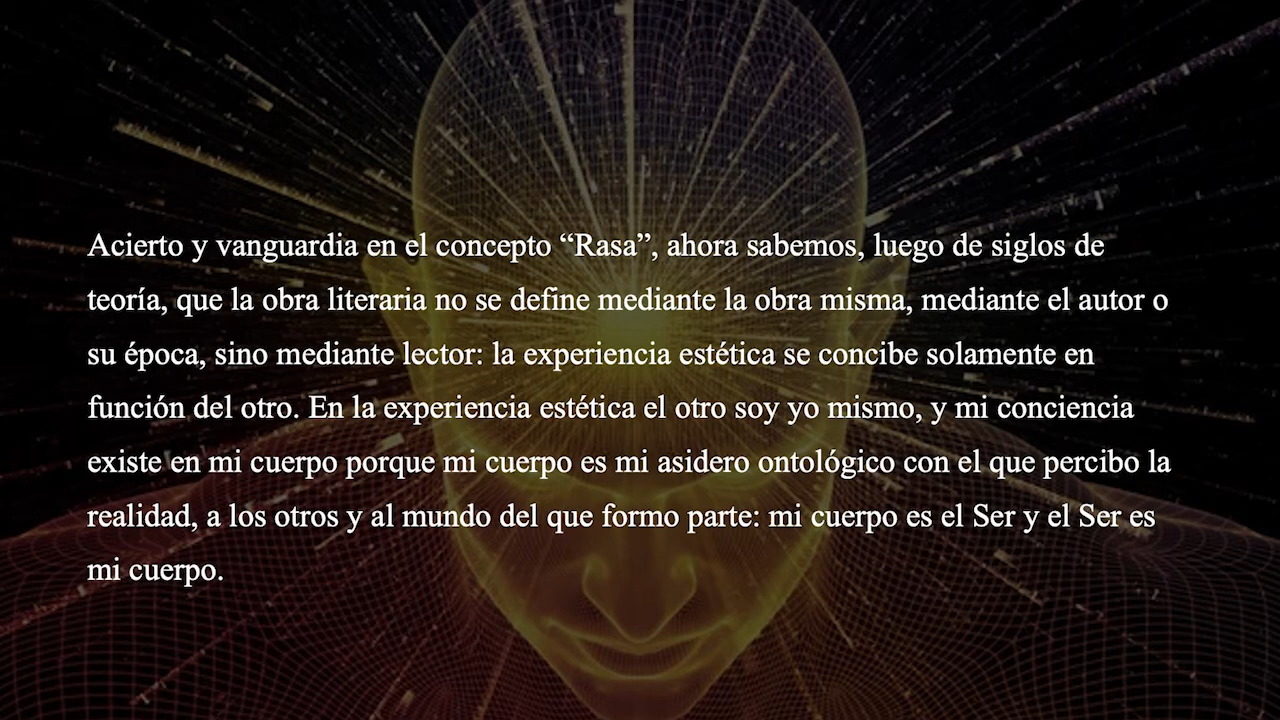 Acierto y vanguardia en el concepto “Rasa”, ahora sabemos, luego de siglos de
teoría, que la obra literaria no se define mediante la obra misma, mediante el autor o
su época, sino mediante lector: la experiencia estética se concibe solamente en
función del otro. En la experiencia estética el otro soy yo mismo, y mi conciencia
existe en mi cuerpo porque mi cuerpo es mi asidero ontológico con el que percibo la
realidad, a los otros y al mundo del que formo parte: mi cuerpo es el Ser y el Ser es
mi cuerpo.